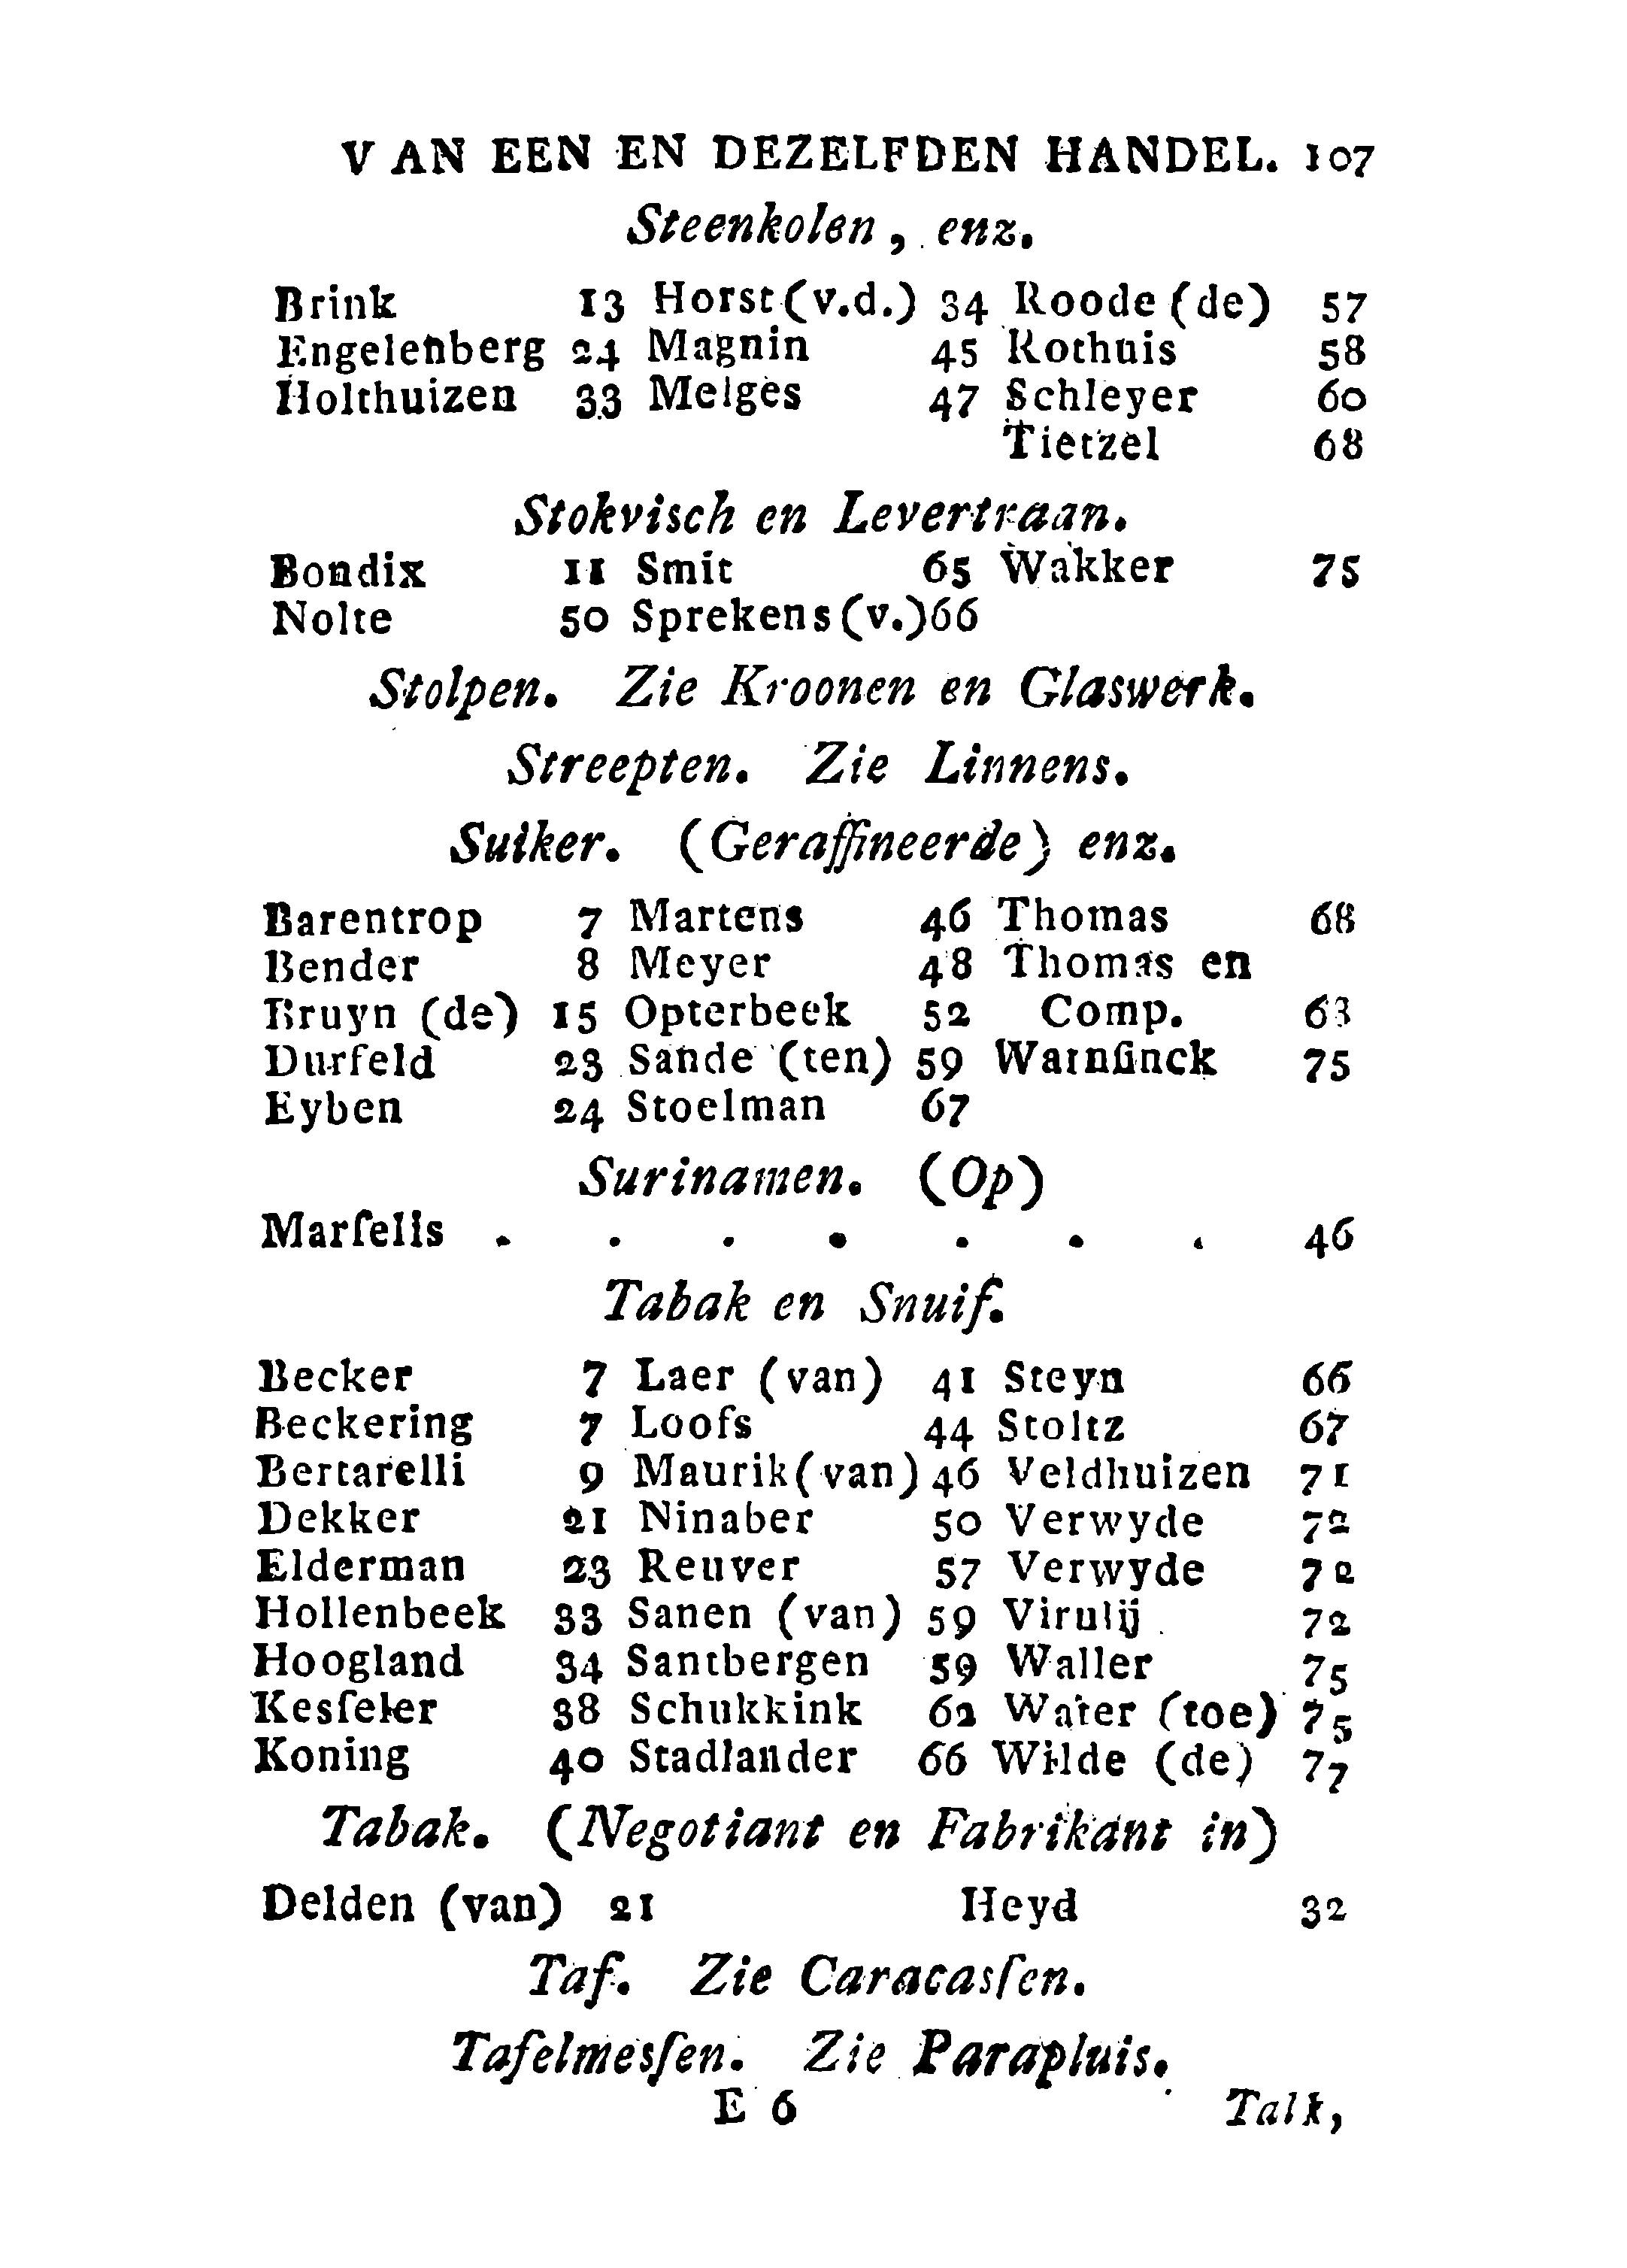 VAN EEN EN DEZELFDEN HANDEL. 107
Steenkolen, enz.
Brink 13 Horst (v.d.) 34 Roode (de) 57
Engelenberg 24 Magnin 45 Rothuis 58
Holthuizen 33 Melges 47 Schleyer 60
Tietzel 68
Stokvisch en Levertraan.
Bondix 11 Smit 65 Wakker 75
Nolte 50 Sprekens (v.) 66
Stolpen. Zie Kroonen en Glaswerk.
Streepten. Zie Linnens.
Suiker. (Geraffineerde) enz.
Barentrop 7 Martens 46 Thomas 68
Bender 8 Meyer 48 Thomas en
Bruyn (de) 15 Opterbeek 52 Comp. 63
Durfeld 23 Sande (ten) 59 Warnſinck 75
Eyben 24 Stoelman 67
Surinamen. (Op)
Marſelis . . . . . . . 46
Tabak en Snuif.
Becker 7 Laer (van) 41 Steyn 66
Beckering 7 Loofs 44 Stoltz 67
Bertarelli 9 Maurik (van) 46 Veldhuizen 71
Dekker 21 Ninaber 50 Verwyde 72
Elderman 23 Reuver 57 Verwyde 72
Hollenbeek 33 Sanen (van) 59 Virulij 72
Hoogland 34 Santbergen 59 Waller 75
Kesſeler 38 Schukkink 62 Water (toe) 75
Koning 40 Stadlander 66 Wilde (de) 77
Tabak. (Negotiant en Fabrikant in)
Delden (van) 21 Heyd 32
Taf. Zie Caracasſen.
Tafelmesſen. Zie Parapluis.
E 6 Talk,